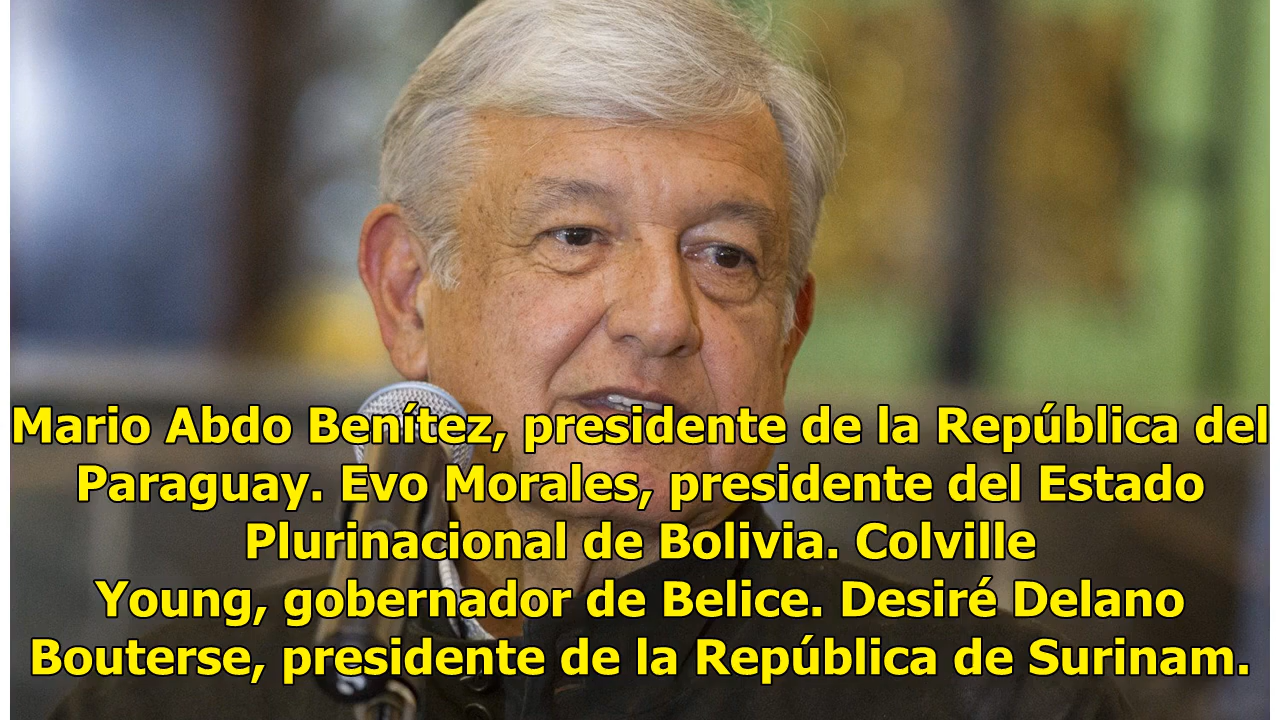 Mario Abdo Benítez, presidente de la República del
Paraguay. Evo Morales, presidente del Estado
Plurinacional de Bolivia. Colville
Young, gobernador de Belice. Desiré Delano
Bouterse, presidente de la República de Surinam.